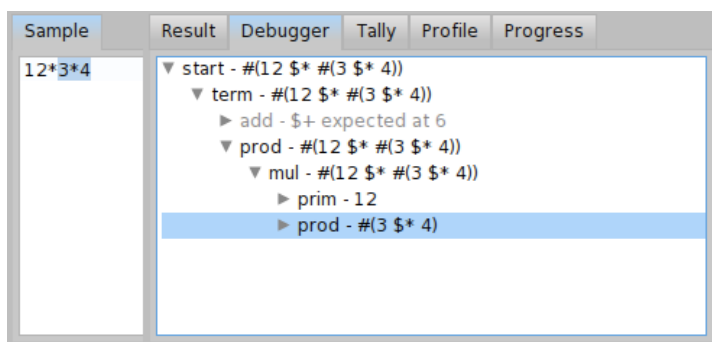 Sample Result Debugger Tally Profile Progress
12*3*4
start - #(12 $* #(3 $* 4))
term - #(12 $* #(3 $* 4))
add - $+ expected at 6
prod - #(12 $* #(3 $* 4))
mul - #(12 $* #(3 $* 4))
prim - 12
prod - #(3 $* 4)